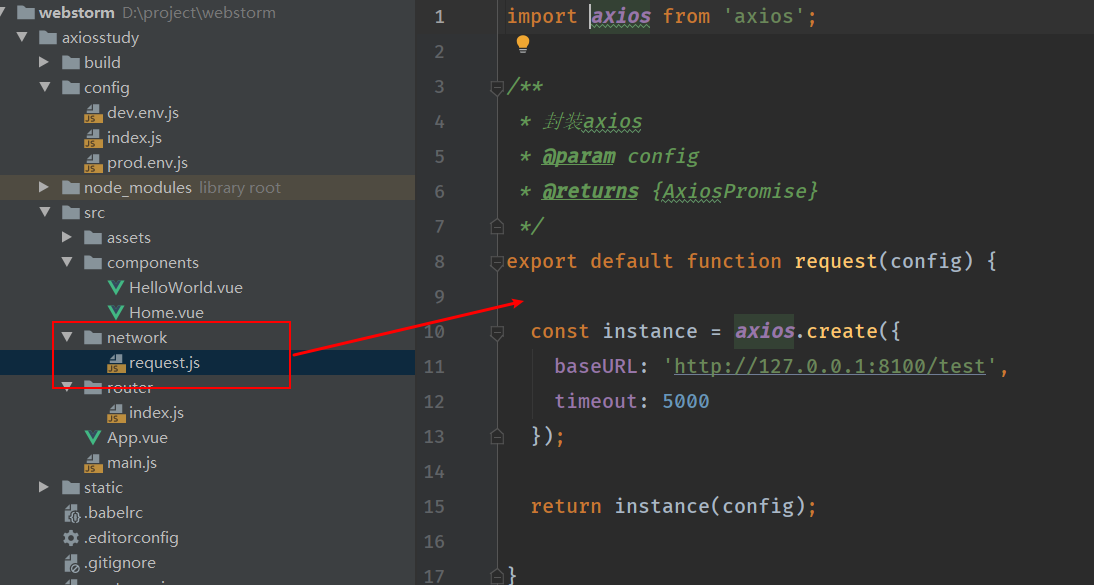 webstorm D:\project\webstorm
axiosstudy
build
config
dev.env.js
index.js
prod.env.js
node_modules library root
src
assets
components
HelloWorld.vue
Home.vue
network
request.js
router
index.js
App.vue
main.js
static
.babelrc
.editorconfig
.gitignore
1 import axios from 'axios';
2
3 /**
4 * 封装axios
5 * @param config
6 * @returns {AxiosPromise}
7 */
8 export default function request(config) {
9
10 const instance = axios.create({
11 baseURL: 'http://127.0.0.1:8100/test',
12 timeout: 5000
13 });
14
15 return instance(config);
16
17 }